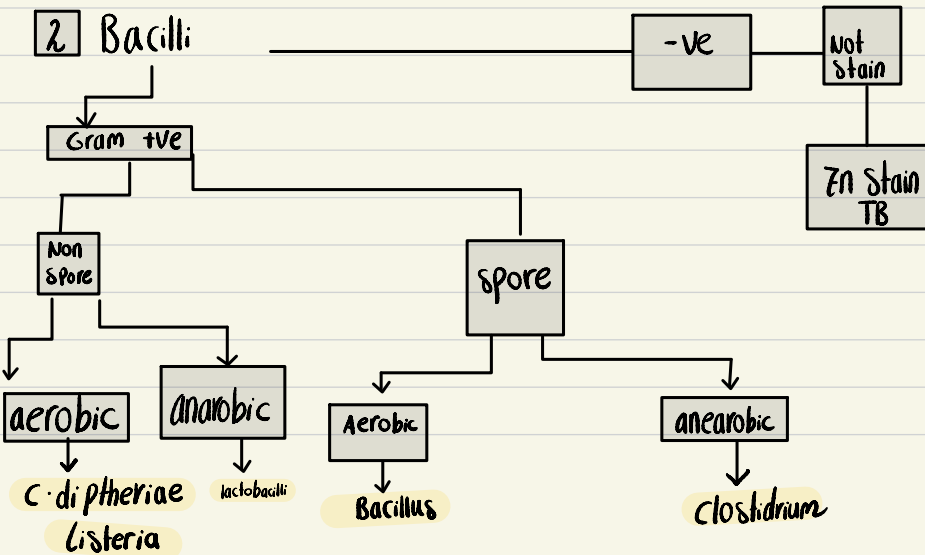 2 Bacilli
-ve
Not
Stain
Gram +ve
Zn Stain
TB
Non
Spore
spore
aerobic
anarobic
Aerobic
anearobic
C. diptheriae
Listeria
lactobacilli
Bacillus
Clostidrium